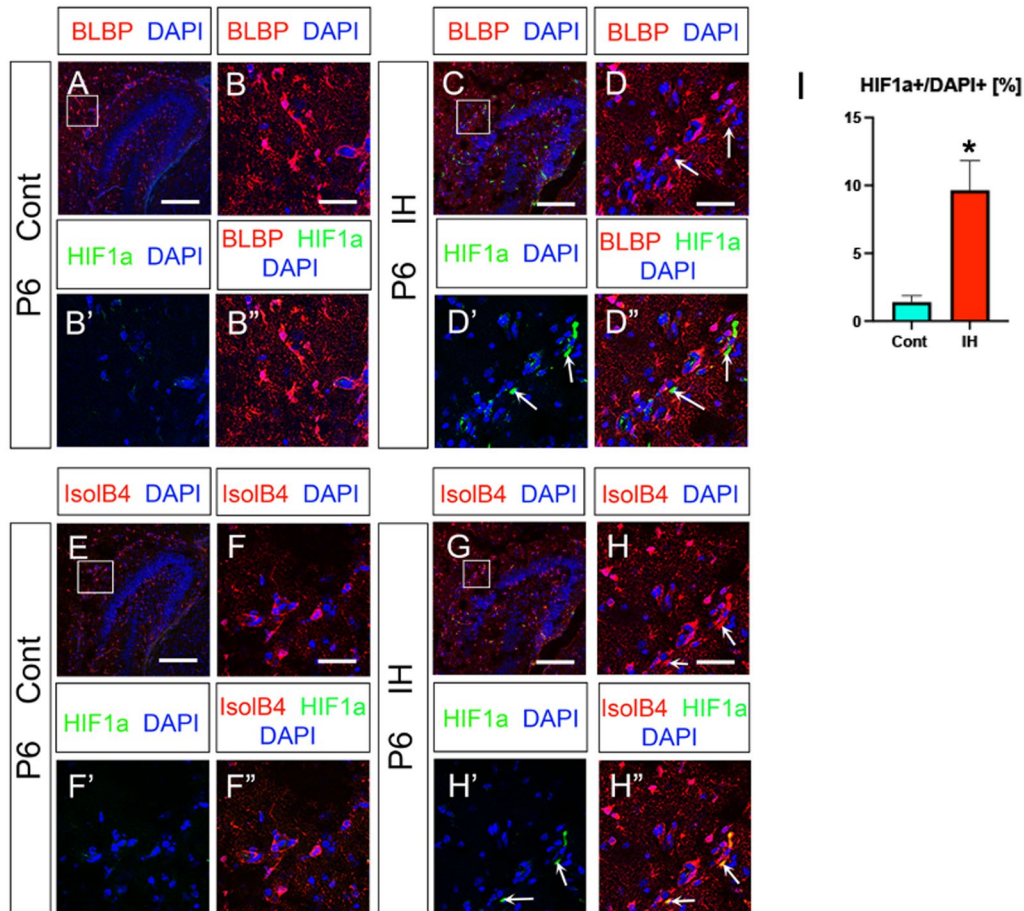 BLBP DAPI
BLBP DAPI
BLBP DAPI
BLBP DAPI
P6 Cont
A
B
P6 IH
C
D
HIF1a DAPI
BLBP HIF1a
DAPI
HIF1a DAPI
BLBP HIF1a
DAPI
B’
B”
D’
D”
I
HIF1a+/DAPI+ [%]
15
10
5
0
*
Cont
IH
IsolB4 DAPI
IsolB4 DAPI
IsolB4 DAPI
IsolB4 DAPI
P6 Cont
E
F
P6 IH
G
H
HIF1a DAPI
IsolB4 HIF1a
DAPI
HIF1a DAPI
IsolB4 HIF1a
DAPI
F’
F”
H’
H”